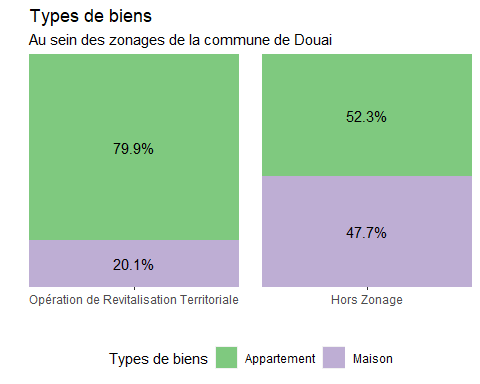 Types de biens
Au sein des zonages de la commune de Douai
79.9%
52.3%
20.1%
47.7%
Opération de Revitalisation Territoriale
Hors Zonage
Types de biens Appartement Maison